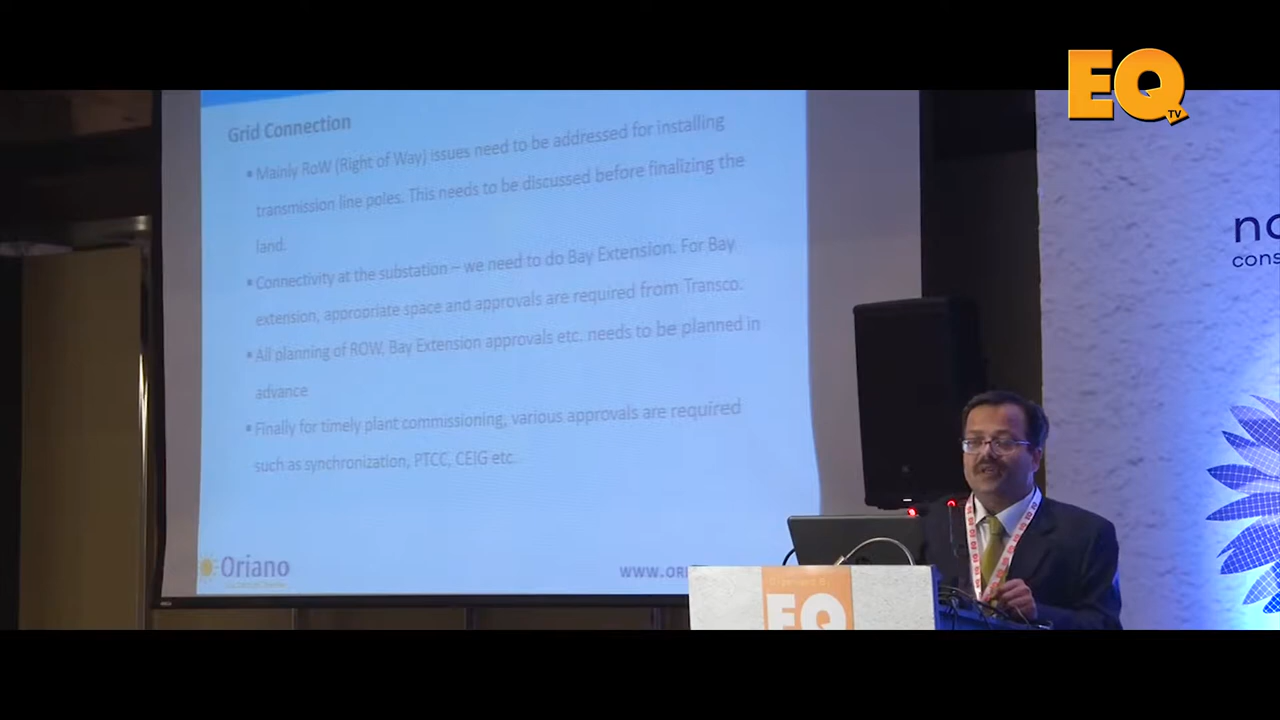 EQ
TV
Grid Connection
▪ Mainly RoW (Right of Way) issues need to be addressed for installing
transmission line poles. This needs to be discussed before finalizing the
land.
▪ Connectivity at the substation – we need to do Bay Extension. For Bay
extension, appropriate space and approvals are required from Transco.
▪ All planning of ROW, Bay Extension approvals etc. needs to be planned in
advance
▪ Finally for timely plant commissioning, various approvals are required
such as synchronization, PTCC, CEIG etc.
Oriano
WWW.ORI
EQ